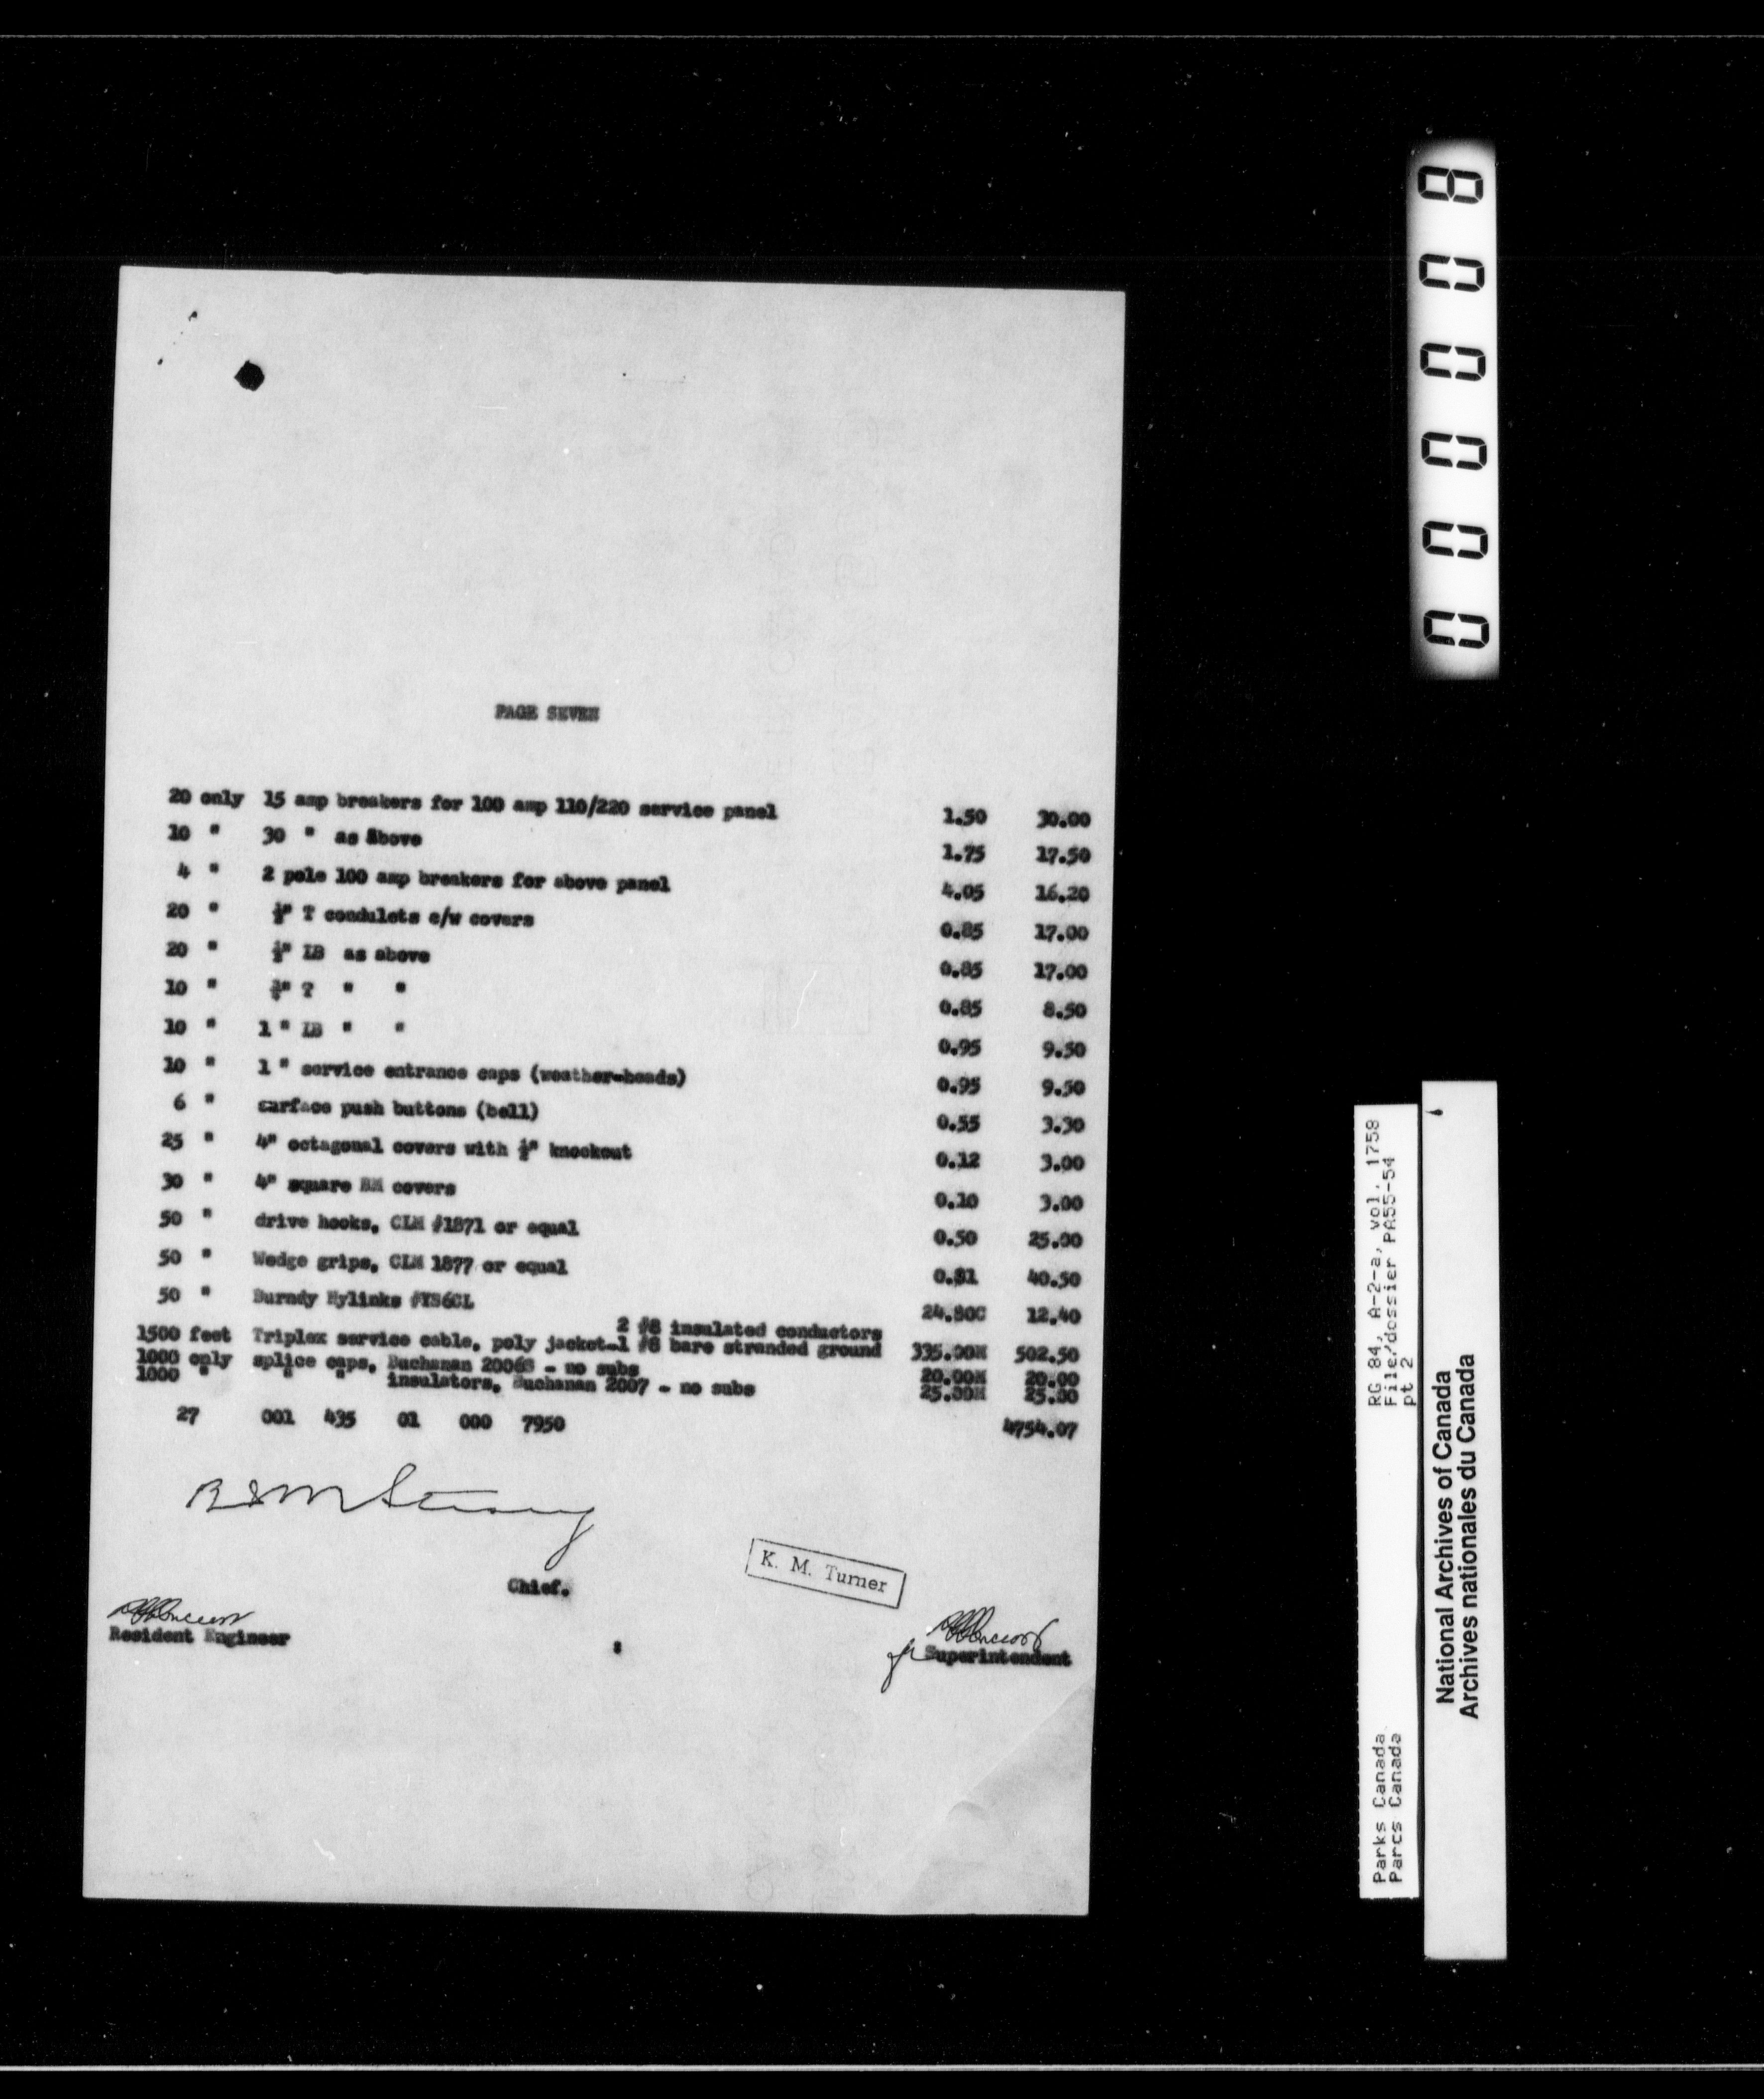 PAGE SEVEN
20 only 15 amp breakers for 100 amp 110/220 service panel 1.50 30.00
10 " 30 " as above 1.75 17.50
4 " 2 pole 100 amp breakers for above panel 4.05 16.20
20 " ½" T condulets c/w covers 0.85 17.00
20 " ½" LB as above 0.85 17.00
10 " ¾" T " " 0.85 8.50
10 " 1 " LB " " 0.95 9.50
10 " 1 " service entrance caps (weather-heads) 0.95 9.50
6 " surface push buttons (bell) 0.55 3.30
25 " 4" octagonal covers with ½" knockout 0.12 3.00
30 " 4" square covers 0.10 3.00
50 " drive hooks, CLM #1871 or equal 0.50 25.00
50 " Wedge grips, CLM 1877 or equal 0.81 40.50
50 " Burndy Hylinks #YS6CL 24.80C 12.40
2 #8 insulated conductors
1500 feet Triplex service cable, poly jacket-1 #8 bare stranded ground 335.00M 502.50
1000 only splice caps, Buchanan 2006S - no subs 20.00M 20.00
1000 " " " insulators, Buchanan 2007 - no subs 25.00M 25.00
27 001 435 01 000 7950 4754.07
Chief.
K. M. Turner
Resident Engineer
Superintendent
000008
RG 84, A-2-a, vol. 1758
File/dossier PA55-54
pt 2
Parks Canada
Parcs Canada
National Archives of Canada
Archives nationales du Canada